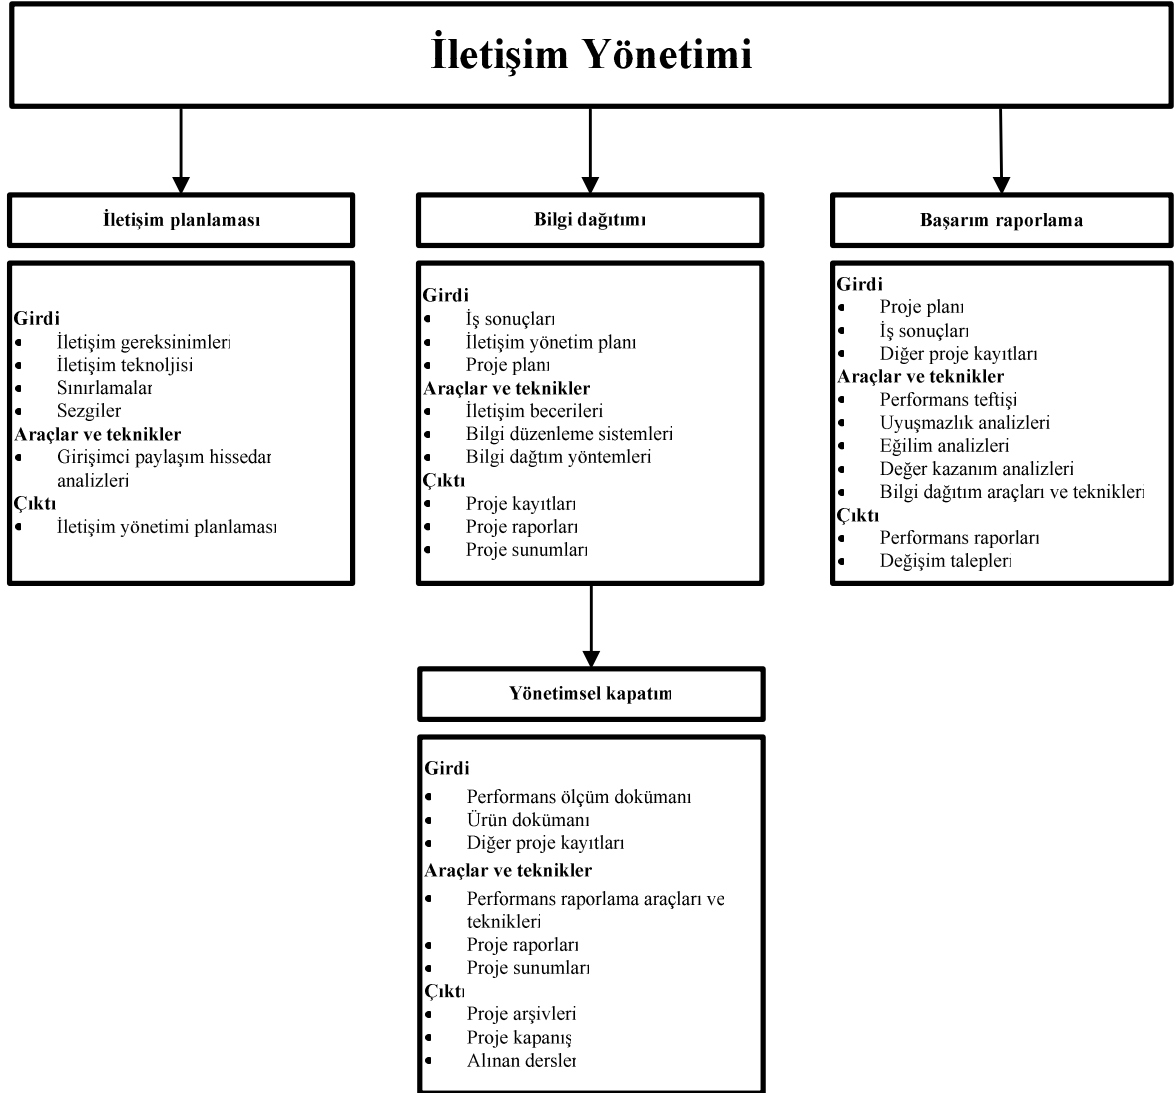 İletişim Yönetimi
İletişim planlaması
Girdi
İletişim gereksinimleri
İletişim teknoljisi
Sınırlamalar
Sezgiler
Araçlar ve teknikler
Girişimci paylaşım hissedar
analizleri
Çıktı
İletişim yönetimi planlaması
Bilgi dağıtımı
Girdi
İş sonuçları
İletişim yönetim planı
Proje planı
Araçlar ve teknikler
İletişim becerileri
Bilgi düzenleme sistemleri
Bilgi dağtım yöntemleri
Çıktı
Proje kayıtları
Proje raporları
Proje sunumları
Başarım raporlama
Girdi
Proje planı
İş sonuçları
Diğer proje kayıtları
Araçlar ve teknikler
Performans teftişi
Uyuşmazlık analizleri
Eğilim analizleri
Değer kazanım analizleri
Bilgi dağıtım araçları ve teknikleri
Çıktı
Performans raporları
Değişim talepleri
Yönetimsel kapatım
Girdi
Performans ölçüm dokümanı
Ürün dokümanı
Diğer proje kayıtları
Araçlar ve teknikler
Performans raporlama araçları ve
teknikleri
Proje raporları
Proje sunumları
Çıktı
Proje arşivleri
Proje kapanış
Alınan dersler